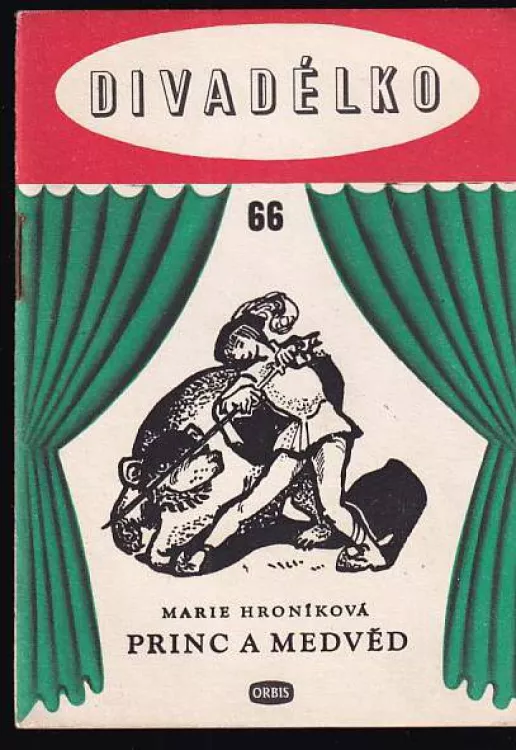 DIVADÉLKO
66
MARIE HRONÍKOVÁ
PRINC A MEDVĚD
ORBIS